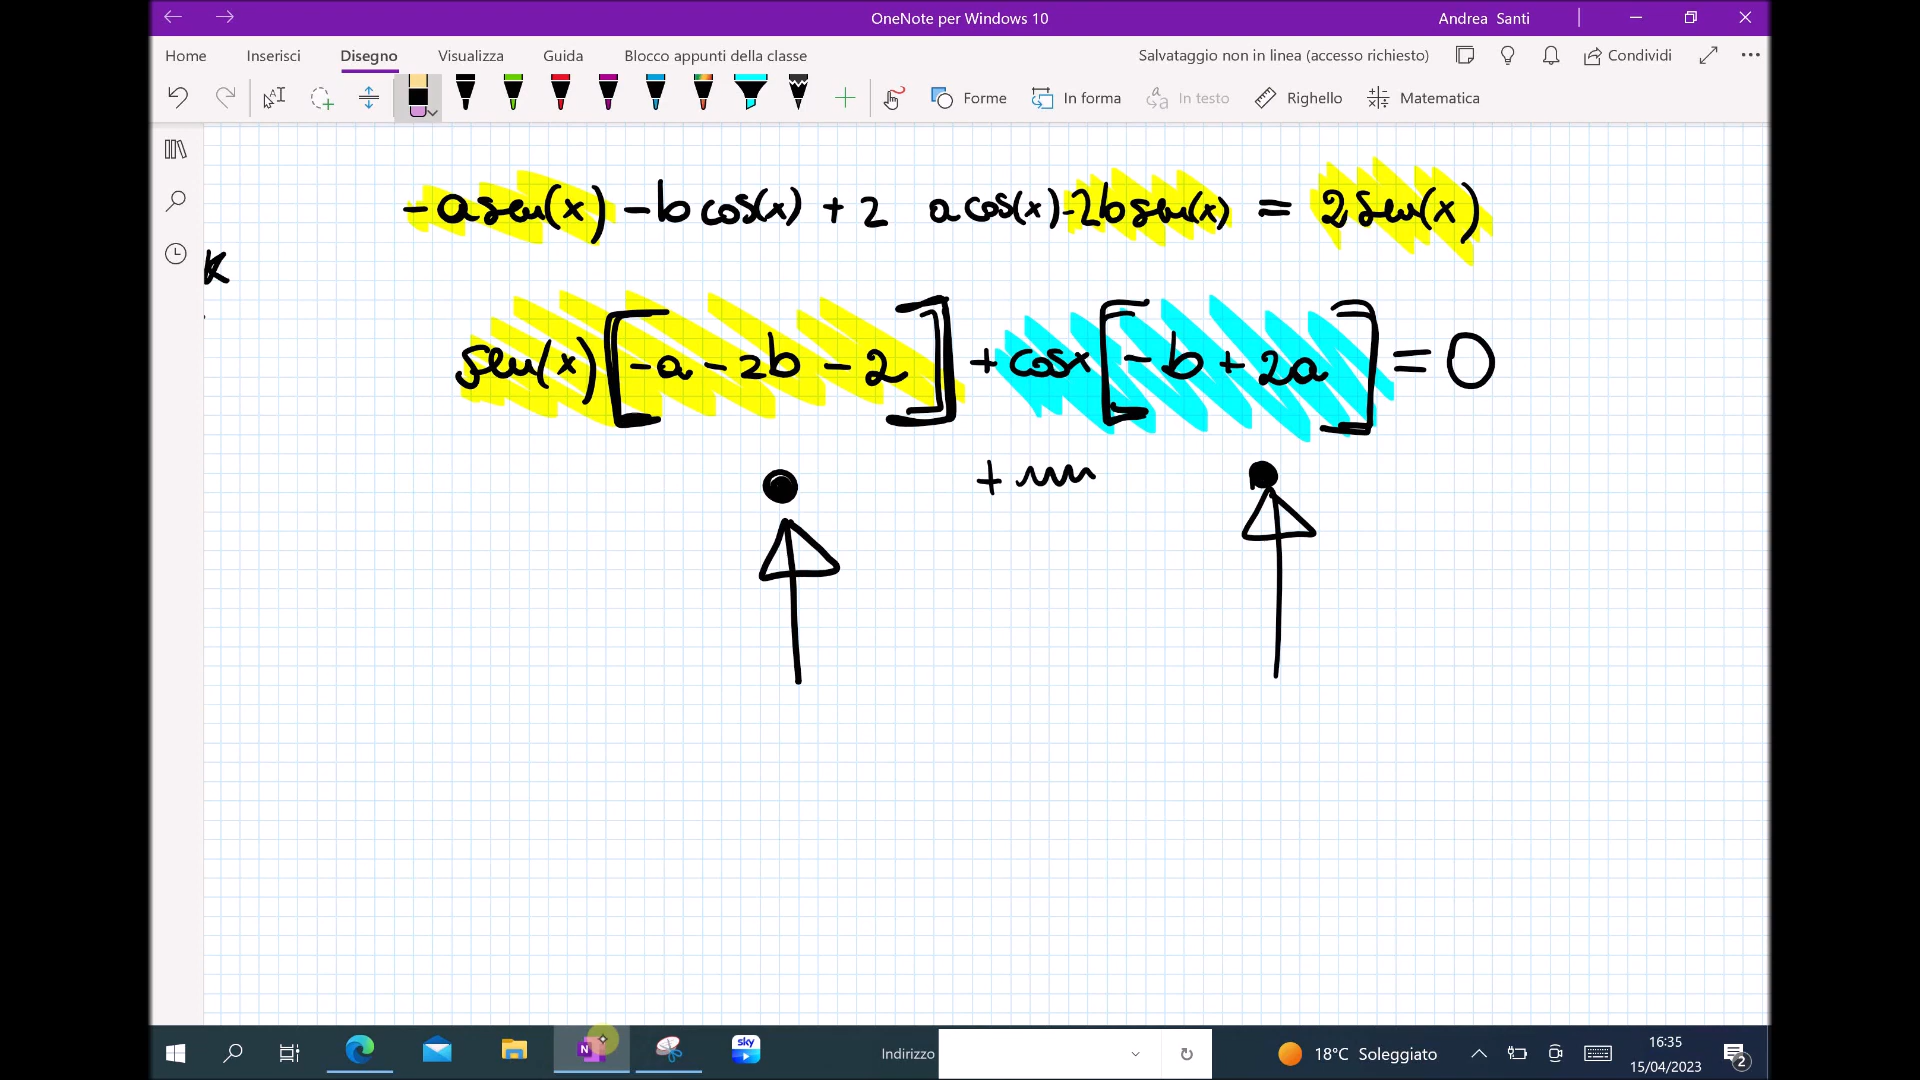 OneNote per Windows 10
Andrea Santi
Home Inserisci Disegno Visualizza Guida Blocco appunti della classe
Salvataggio non in linea (accesso richiesto) Condividi
Forme In forma In testo Righello Matematica
- a sen(x) - b cos(x) + 2 a cos(x) - 2b sen(x) = 2 sen(x)
sen(x) [ - a - 2b - 2 ] + cosx [ - b + 2a ] = 0
+
Indirizzo
18°C Soleggiato
16:35
15/04/2023
2
sky
N